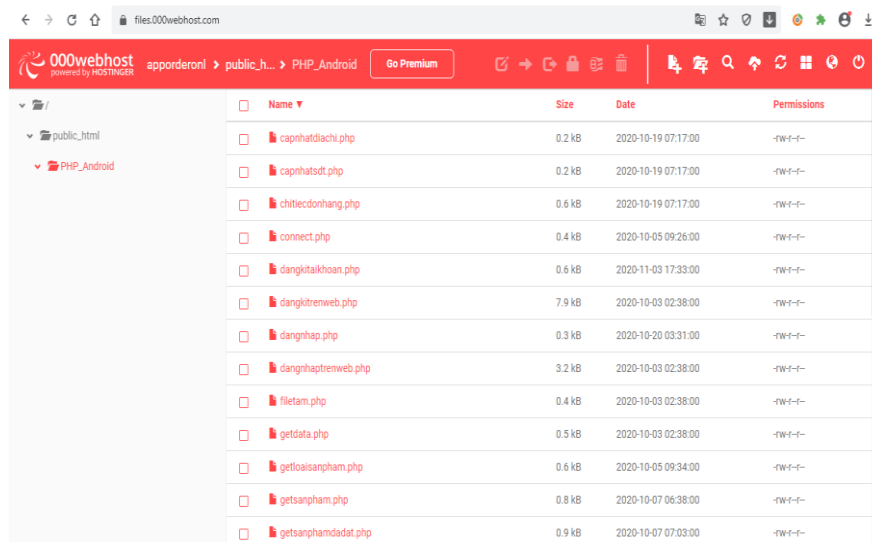 files.000webhost.com
000webhost
powered by HOSTINGER
apporderonl > public_h... > PHP_Android
Go Premium
/
public_html
PHP_Android
Name ▼ Size Date Permissions
capnhatdiachi.php 0.2 kB 2020-10-19 07:17:00 -rw-r--r--
capnhatsdt.php 0.2 kB 2020-10-19 07:17:00 -rw-r--r--
chitiecdonhang.php 0.6 kB 2020-10-19 07:17:00 -rw-r--r--
connect.php 0.4 kB 2020-10-05 09:26:00 -rw-r--r--
dangkitaikhoan.php 0.6 kB 2020-11-03 17:33:00 -rw-r--r--
dangkitrenweb.php 7.9 kB 2020-10-03 02:38:00 -rw-r--r--
dangnhap.php 0.3 kB 2020-10-20 03:31:00 -rw-r--r--
dangnhaptrenweb.php 3.2 kB 2020-10-03 02:38:00 -rw-r--r--
filetam.php 0.4 kB 2020-10-03 02:38:00 -rw-r--r--
getdata.php 0.5 kB 2020-10-03 02:38:00 -rw-r--r--
getloaisanpham.php 0.6 kB 2020-10-05 09:34:00 -rw-r--r--
getsanpham.php 0.8 kB 2020-10-07 06:38:00 -rw-r--r--
getsanphamdadat.php 0.9 kB 2020-10-07 07:03:00 -rw-r--r--